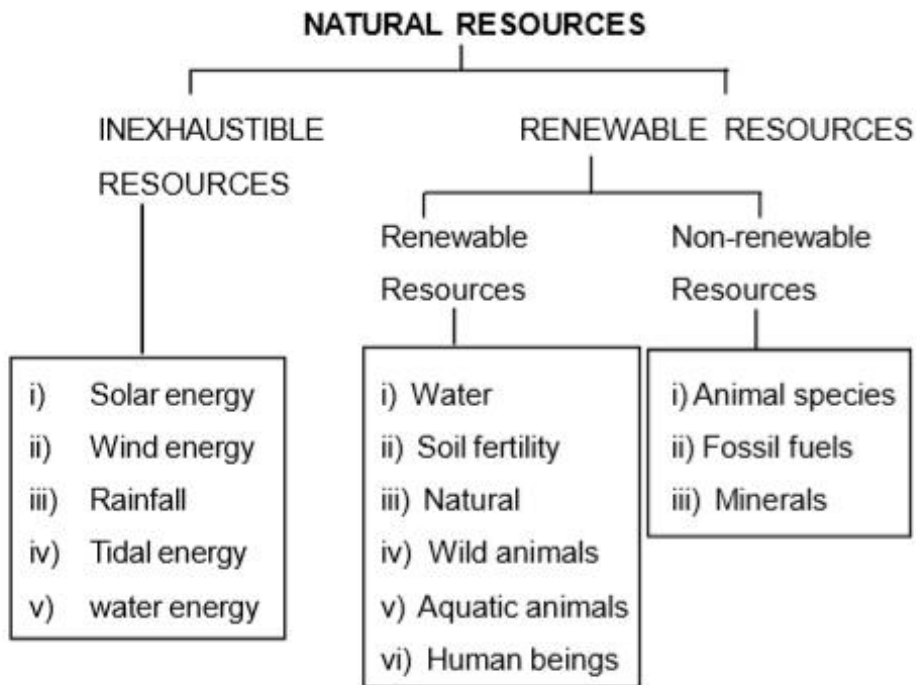 NATURAL RESOURCES
INEXHAUSTIBLE
RESOURCES
RENEWABLE RESOURCES
Renewable
Resources
Non-renewable
Resources
i) Solar energy
ii) Wind energy
iii) Rainfall
iv) Tidal energy
v) water energy
i) Water
ii) Soil fertility
iii) Natural
iv) Wild animals
v) Aquatic animals
vi) Human beings
i) Animal species
ii) Fossil fuels
iii) Minerals